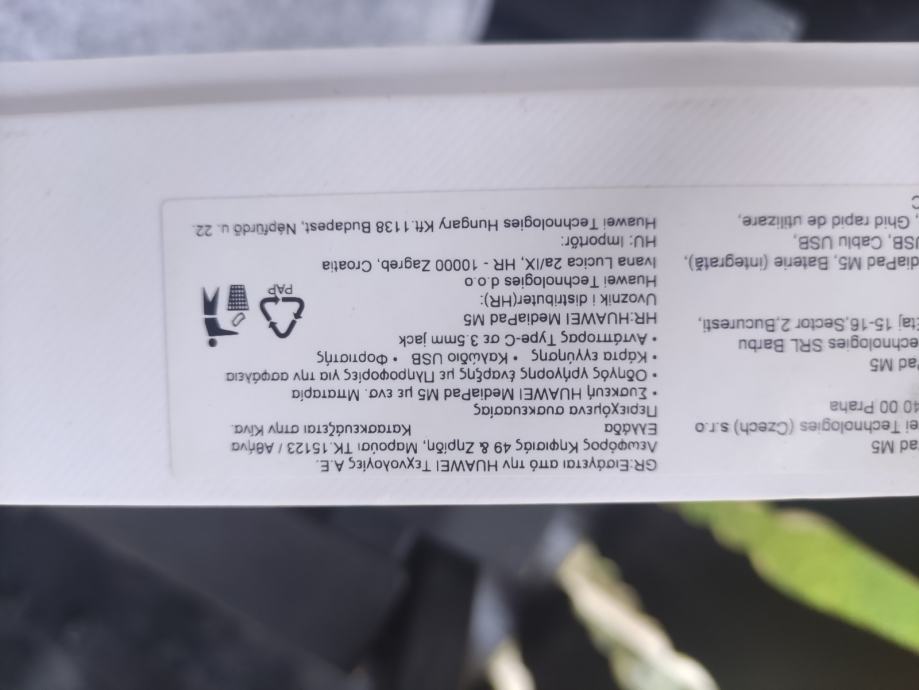 Pad M5
ei Technologies (Czech) s.r.o
40 00 Praha
Pad M5
echnologies SRL Barbu
Etaj 15-16,Sector 2,Bucuresti,
diaPad M5, Baterie (integrată),
USB, Cablu USB,
Ghid rapid de utilizare,
GR:Εισάγεται από την HUAWEI Τεχνολογίες Α.Ε.
Λεωφόρος Κηφισιάς 49 & Ζηρίδη, Μαρούσι ΤΚ.15123 / Αθήνα
Ελλάδα Κατασκευάζεται στην Κίνα.
Περιεχόμενα συσκευασίας
• Συσκευή HUAWEI MediaPad M5 με ενσ. Μπαταρία
• Οδηγός γρήγορης έναρξης με Πληροφορίες για την ασφάλεια
• Κάρτα εγγύησης • Καλώδιο USB • Φορτιστής
• Αντάπτορας Type-C σε 3.5mm jack
HR:HUAWEI MediaPad M5
Uvoznik i distributer(HR):
Huawei Technologies d.o.o
Ivana Lucica 2a/IX, HR - 10000 Zagreb, Croatia
HU: Importőr:
Huawei Technologies Hungary Kft.1138 Budapest, Népfürdő u. 22.
PAP